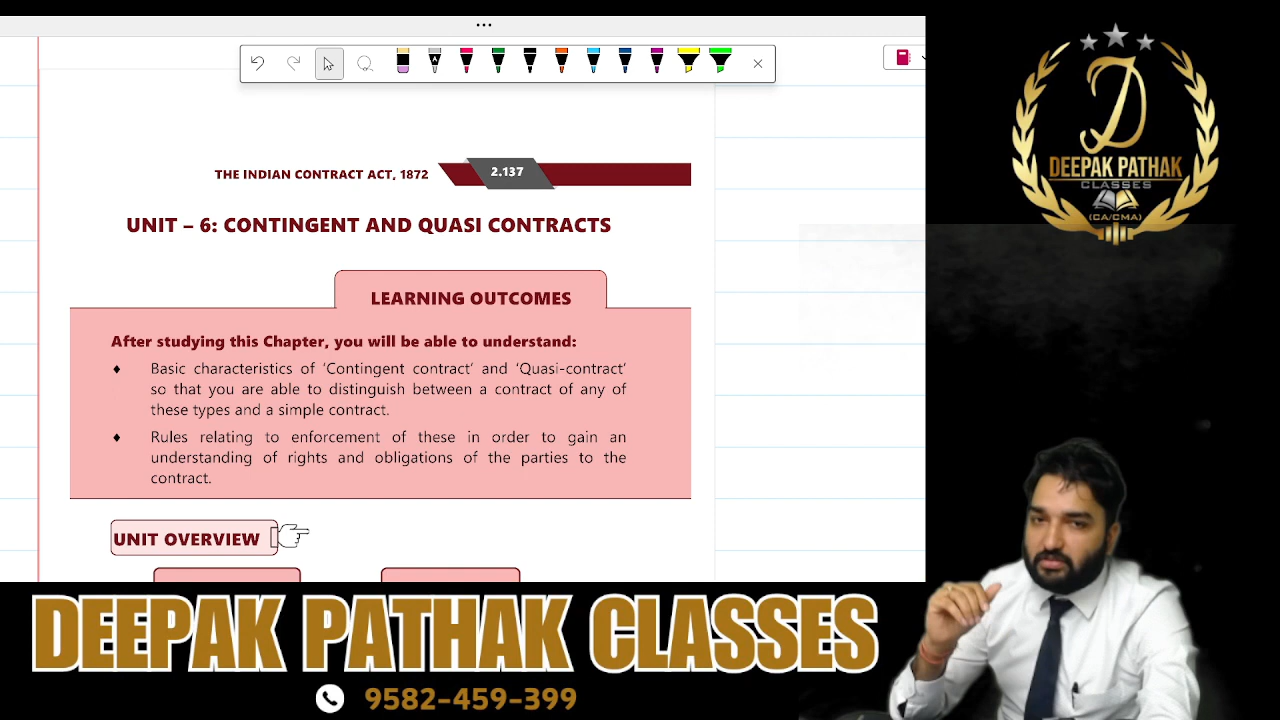 THE INDIAN CONTRACT ACT, 1872
2.137
UNIT – 6: CONTINGENT AND QUASI CONTRACTS
LEARNING OUTCOMES
After studying this Chapter, you will be able to understand:
♦ Basic characteristics of ‘Contingent contract’ and ‘Quasi-contract’
so that you are able to distinguish between a contract of any of
these types and a simple contract.
♦ Rules relating to enforcement of these in order to gain an
understanding of rights and obligations of the parties to the
contract.
UNIT OVERVIEW
D
DEEPAK PATHAK
CLASSES
(CA/CMA)
DEEPAK PATHAK CLASSES
9582-459-399